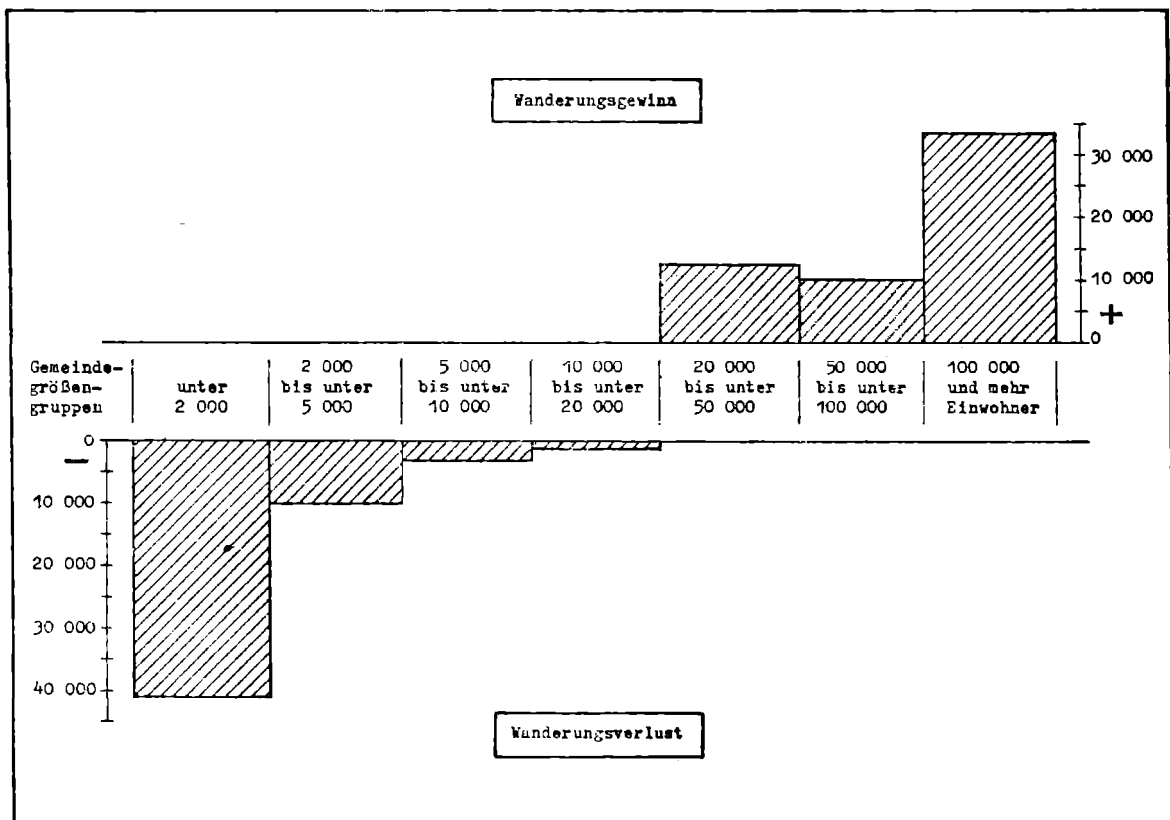 Wanderungsgewinn
30 000
20 000
10 000
+
0
Gemeinde-
größen-
gruppen
unter
2 000
2 000
bis unter
5 000
5 000
bis unter
10 000
10 000
bis unter
20 000
20 000
bis unter
50 000
50 000
bis unter
100 000
100 000
und mehr
Einwohner
0
—
10 000
20 000
30 000
40 000
Wanderungsverlust